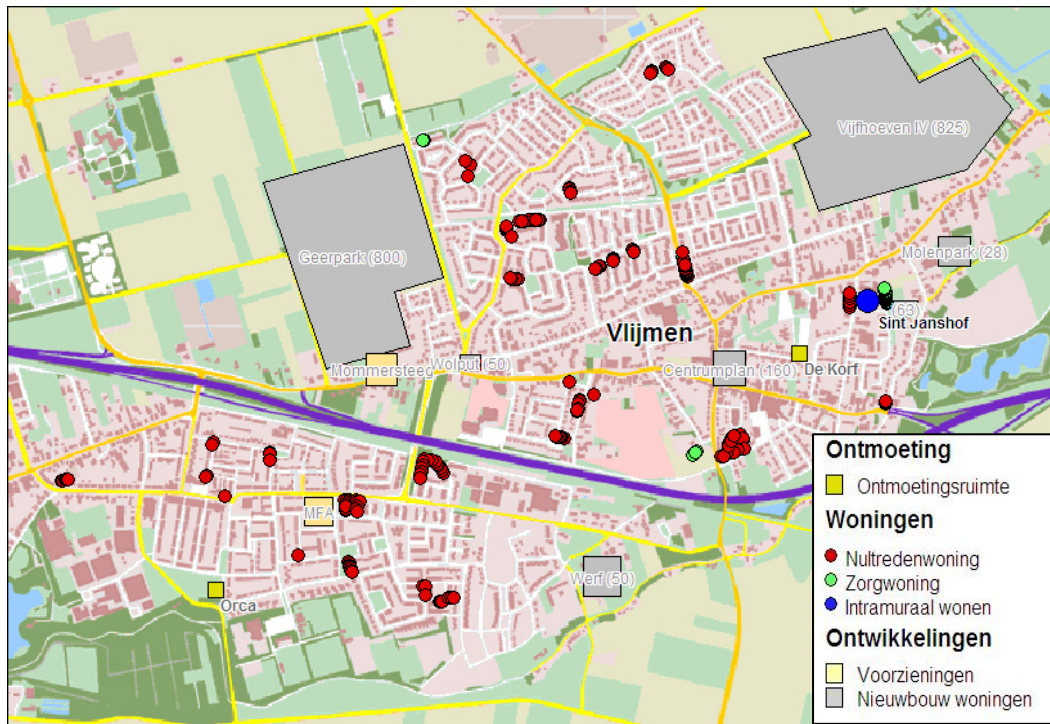 Vijfhoeven IV (825)
Geerpark (800)
Molenpark (28)
(63)
Sint Janshof
Vlijmen
Mommersteeg
Wolput (50)
Centrumplan (160)
De Korf
MFA
Werf (50)
Orca
Ontmoeting
Ontmoetingsruimte
Woningen
Nultredenwoning
Zorgwoning
Intramuraal wonen
Ontwikkelingen
Voorzieningen
Nieuwbouw woningen